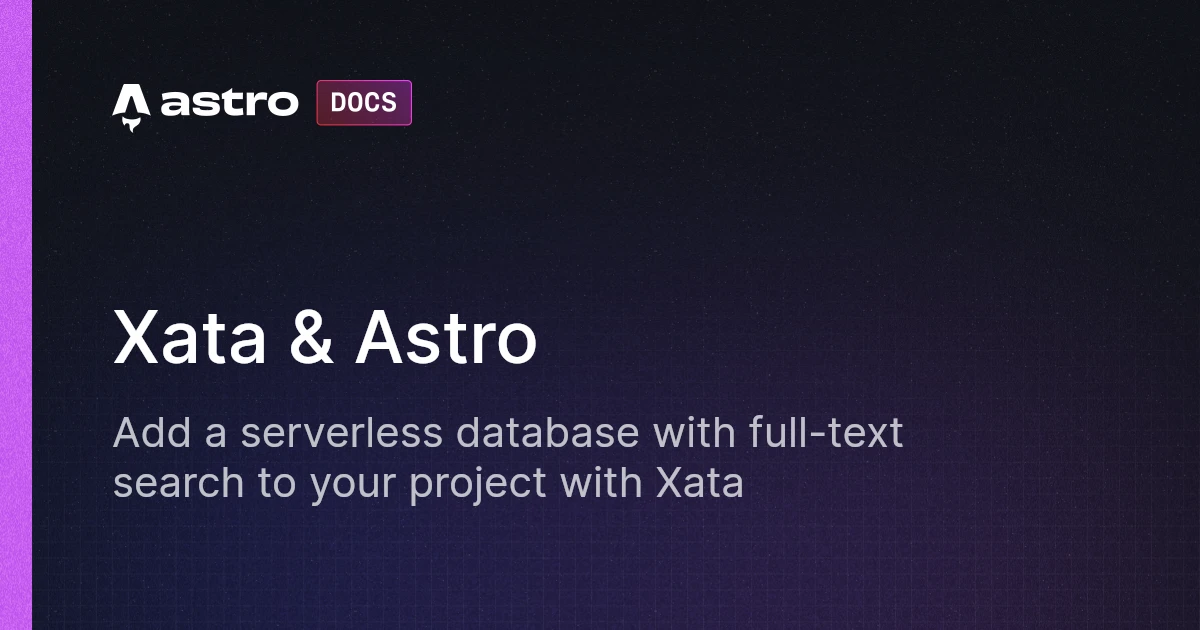 astro DOCS
Xata & Astro
Add a serverless database with full-text
search to your project with Xata